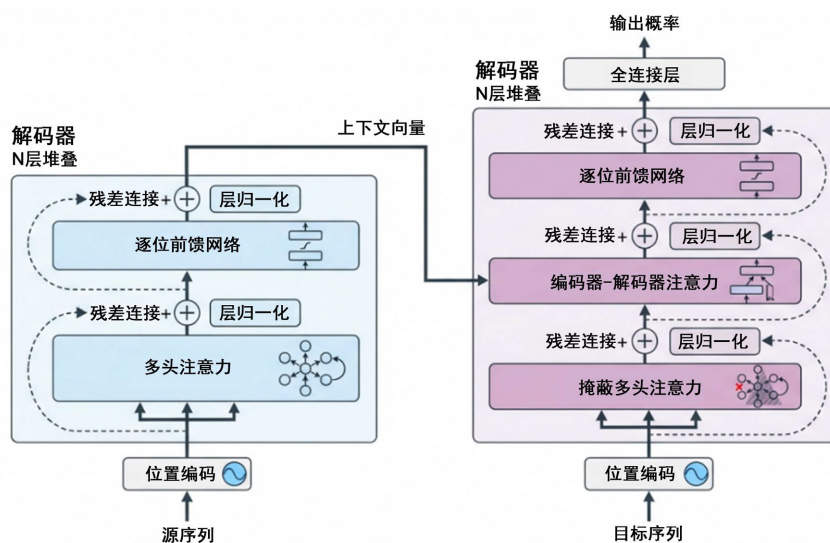 输出概率
全连接层
解码器
N层堆叠
残差连接+
层归一化
逐位前馈网络
残差连接+
层归一化
编码器-解码器注意力
残差连接+
层归一化
掩蔽多头注意力
位置编码
目标序列
上下文向量
解码器
N层堆叠
残差连接+
层归一化
逐位前馈网络
残差连接+
层归一化
多头注意力
位置编码
源序列